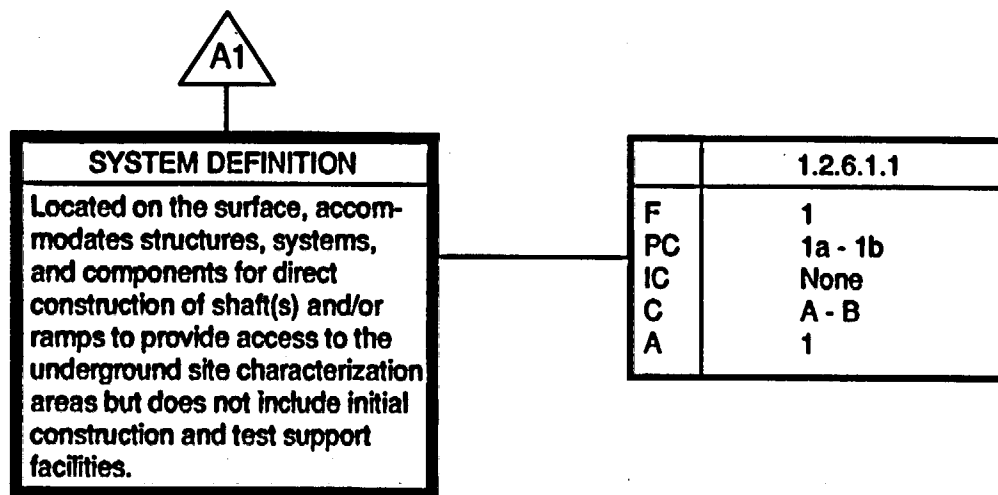 A1
SYSTEM DEFINITION
Located on the surface, accom-
modates structures, systems,
and components for direct
construction of shaft(s) and/or
ramps to provide access to the
underground site characterization
areas but does not include initial
construction and test support
facilities.
1.2.6.1.1
F 1
PC 1a - 1b
IC None
C A - B
A 1